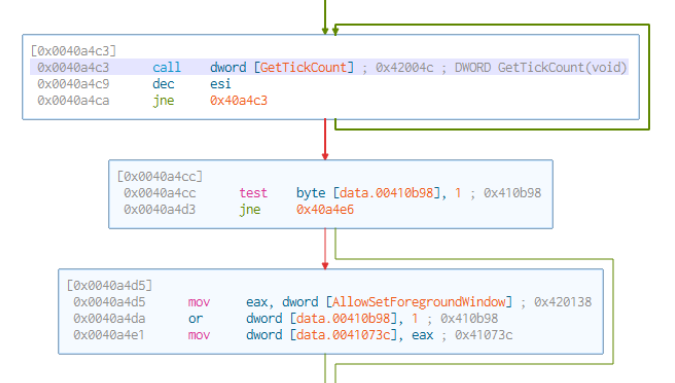 [0x0040a4c3]
0x0040a4c3 call dword [GetTickCount] ; 0x42004c ; DWORD GetTickCount(void)
0x0040a4c9 dec esi
0x0040a4ca jne 0x40a4c3
[0x0040a4cc]
0x0040a4cc test byte [data.00410b98], 1 ; 0x410b98
0x0040a4d3 jne 0x40a4e6
[0x0040a4d5]
0x0040a4d5 mov eax, dword [AllowSetForegroundWindow] ; 0x420138
0x0040a4da or dword [data.00410b98], 1 ; 0x410b98
0x0040a4e1 mov dword [data.0041073c], eax ; 0x41073c